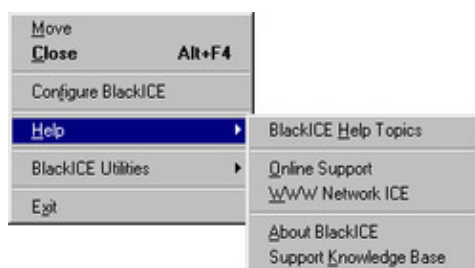 Move
Close Alt+F4
Configure BlackICE
Help
BlackICE Utilities
Exit
BlackICE Help Topics
Online Support
WWW Network ICE
About BlackICE
Support Knowledge Base